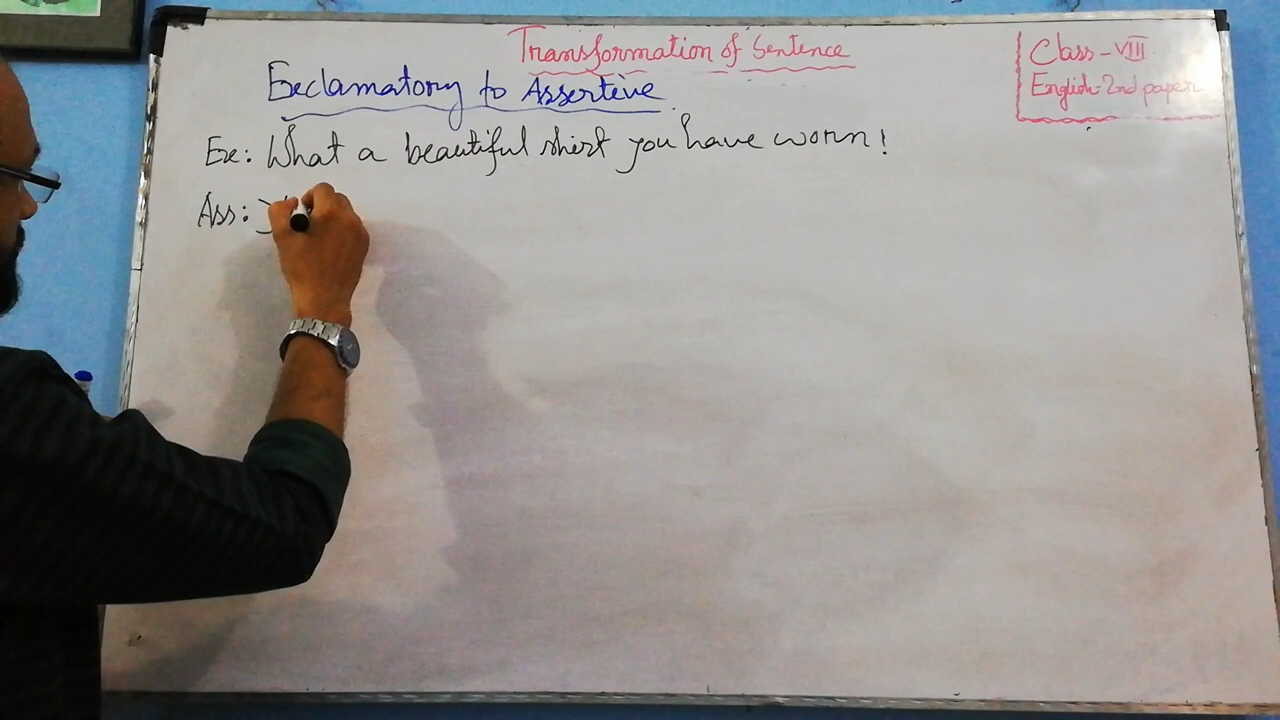 Transformation of Sentence
Class-VIII
English-2nd paper
Exclamatory to Assertive
Ex: What a beautiful shirt you have worn!
Ass: